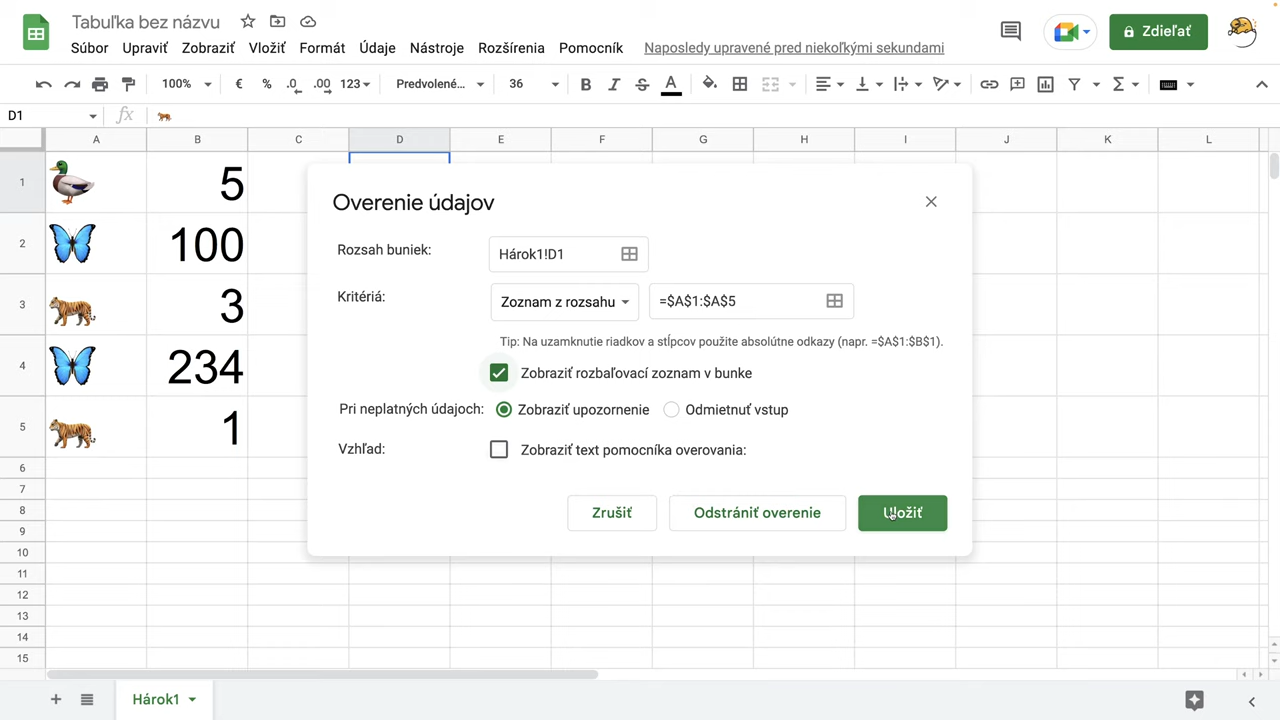 Tabuľka bez názvu
Súbor Upraviť Zobraziť Vložiť Formát Údaje Nástroje Rozšírenia Pomocník Naposledy upravené pred niekoľkými sekundami
Zdieľať
100% € % .0 .00 123 Predvolené... 36 B I S A Σ
D1 fx
A B C D E F G H I J K L
1 5
2 100
3 3
4 234
5 1
6
7
8
9
10
11
12
13
14
15
Overenie údajov
Rozsah buniek: Hárok1!D1
Kritériá: Zoznam z rozsahu =$A$1:$A$5
Tip: Na uzamknutie riadkov a stĺpcov použite absolútne odkazy (napr. =$A$1:$B$1).
Zobraziť rozbaľovací zoznam v bunke
Pri neplatných údajoch: Zobraziť upozornenie Odmietnuť vstup
Vzhľad: Zobraziť text pomocníka overovania:
Zrušiť Odstrániť overenie Uložiť
Hárok1